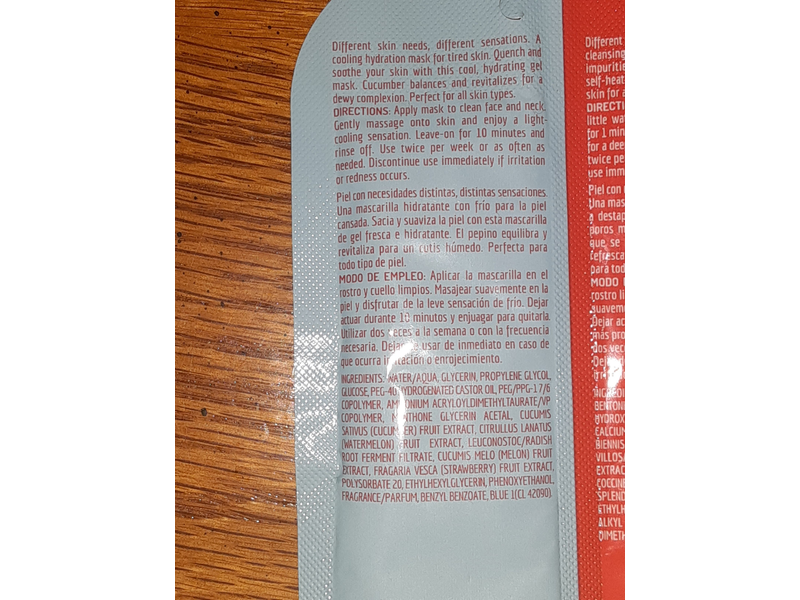 Different skin needs, different sensations. A
cooling hydration mask for tired skin. Quench and
soothe your skin with this cool, hydrating gel
mask. Cucumber balances and revitalizes for a
dewy complexion. Perfect for all skin types.
DIRECTIONS: Apply mask to clean face and neck.
Gently massage onto skin and enjoy a light-
cooling sensation. Leave-on for 10 minutes and
rinse off. Use twice per week or as often as
needed. Discontinue use immediately if irritation
or redness occurs.
Piel con necesidades distintas, distintas sensaciones.
Una mascarilla hidratante con frío para la piel
cansada. Sacia y suaviza la piel con esta mascarilla
de gel fresca e hidratante. El pepino equilibra y
revitaliza para un cutis húmedo. Perfecta para
todo tipo de piel.
MODO DE EMPLEO: Aplicar la mascarilla en el
rostro y cuello limpios. Masajear suavemente en la
piel y disfrutar de la leve sensación de frío. Dejar
actuar durante 10 minutos y enjuagar para quitarla.
Utilizar dos veces a la semana o con la frecuencia
necesaria. Dejar de usar de inmediato en caso de
que ocurra irritación o enrojecimiento.
INGREDIENTS: WATER/AQUA, GLYCERIN, PROPYLENE GLYCOL,
GLUCOSE, PEG-40 HYDROGENATED CASTOR OIL, PEG/PPG-17/6
COPOLYMER, AMMONIUM ACRYLOYLDIMETHYLTAURATE/VP
COPOLYMER, MENTHONE GLYCERIN ACETAL, CUCUMIS
SATIVUS (CUCUMBER) FRUIT EXTRACT, CITRULLUS LANATUS
(WATERMELON) FRUIT EXTRACT, LEUCONOSTOC/RADISH
ROOT FERMENT FILTRATE, CUCUMIS MELO (MELON) FRUIT
EXTRACT, FRAGARIA VESCA (STRAWBERRY) FRUIT EXTRACT,
POLYSORBATE 20, ETHYLHEXYLGLYCERIN, PHENOXYETHANOL,
FRAGRANCE/PARFUM, BENZYL BENZOATE, BLUE 1(CI. 42090).
Different
cleansing
impuritie
self-heat
skin for a
DIRECTI
little wa
for 1 min
for a dee
twice pe
use imm
Piel con
Una mas
a destap
poros m
que se
refresca
para tod
MODO
rostro li
suavem
Dejar ac
más pro
dos vec
INGREDI
BENTONI
HYDROX
CALCIUM
BIENNIS
VILLOSA
EXTRAC
COCCINE
SPLEND
ETHYLH
ALKYL
DIMETH